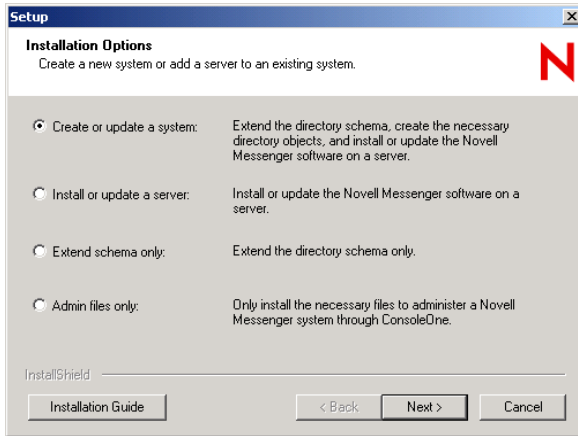 Setup
Installation Options
Create a new system or add a server to an existing system.
N
Create or update a system:
Extend the directory schema, create the necessary
directory objects, and install or update the Novell
Messenger software on a server.
Install or update a server:
Install or update the Novell Messenger software on a
server.
Extend schema only:
Extend the directory schema only.
Admin files only:
Only install the necessary files to administer a Novell
Messenger system through ConsoleOne.
InstallShield
Installation Guide
< Back
Next >
Cancel